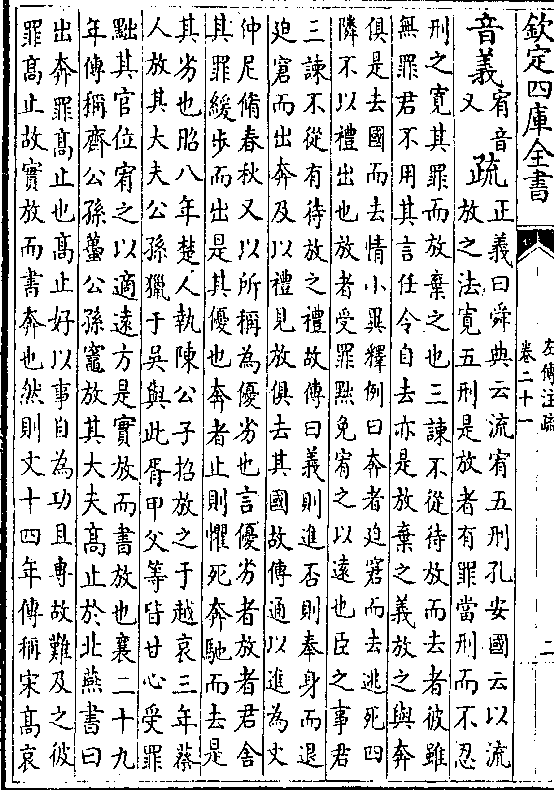 欽定四庫全書
左傳注疏
卷二十一
二
音義宥音又
疏正義曰舜典云流宥五刑孔安國云以流
放之法寛五刑是放者有罪當刑而不忍
刑之寛其罪而放棄之也三諫不從待放而去者彼雖
無罪君不用其言任令自去亦是放棄之義放之與奔
俱是去國而去情小異釋例曰奔者迫窘而去逃死四
隣不以禮出也放者受罪黜免宥之以遠也臣之事君
三諫不從有待放之禮故傳曰義則進否則奉身而退
迫窘而出奔及以禮見放俱去其國故傳通以違為文
仲尼脩春秋又以所稱為優劣也言優劣者放者君舍
其罪緩步而出是其優也奔者止則懼死奔馳而去是
其劣也昭八年楚人執陳公子招放之于越哀三年蔡
人放其大夫公孫獵于吳與此胥甲父等皆甘心受罪
黜其官位宥之以適遠方是實放而書放也襄二十九
年傳稱齊公孫蠆公孫竈放其大夫髙止於北燕書曰
出奔罪髙止也髙止好以事自為功且專故難及之彼
罪髙止故實放而書奔也然則文十四年傳稱宋髙哀